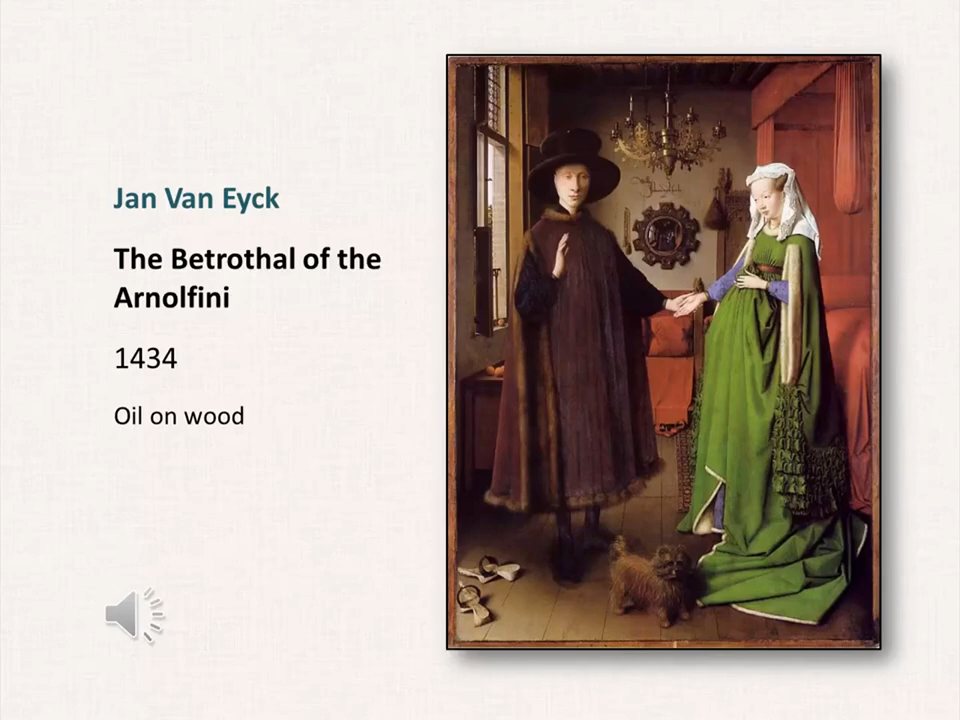 Jan Van Eyck
The Betrothal of the
Arnolfini
1434
Oil on wood